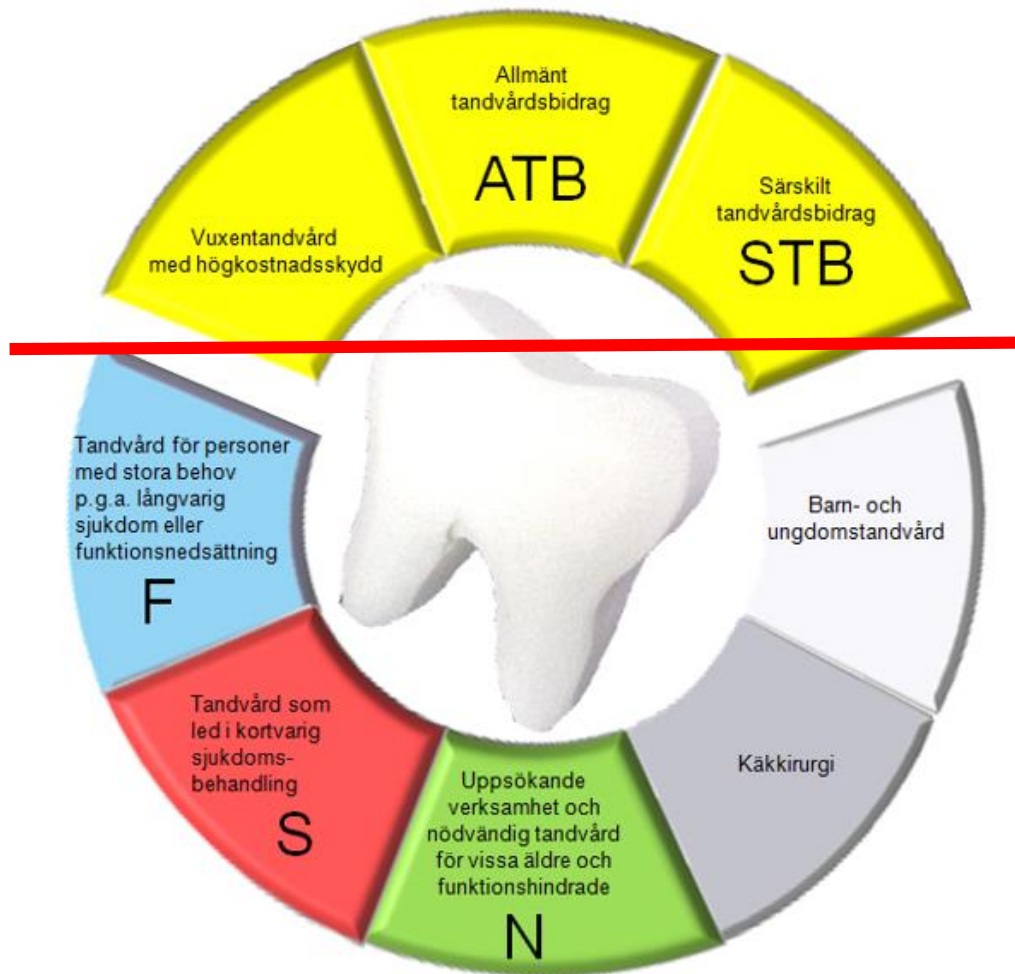 Allmänt
tandvårdsbidrag
ATB
Särskilt
tandvårdsbidrag
STB
Vuxentandvård
med högkostnadsskydd
Tandvård för personer
med stora behov
p.g.a. långvarig
sjukdom eller
funktionsnedsättning
F
Barn- och
ungdomstandvård
Tandvård som
led i kortvarig
sjukdoms-
behandling
S
Käkkirurgi
Uppsökande
verksamhet och
nödvändig tandvård
för vissa äldre och
funktionshindrade
N